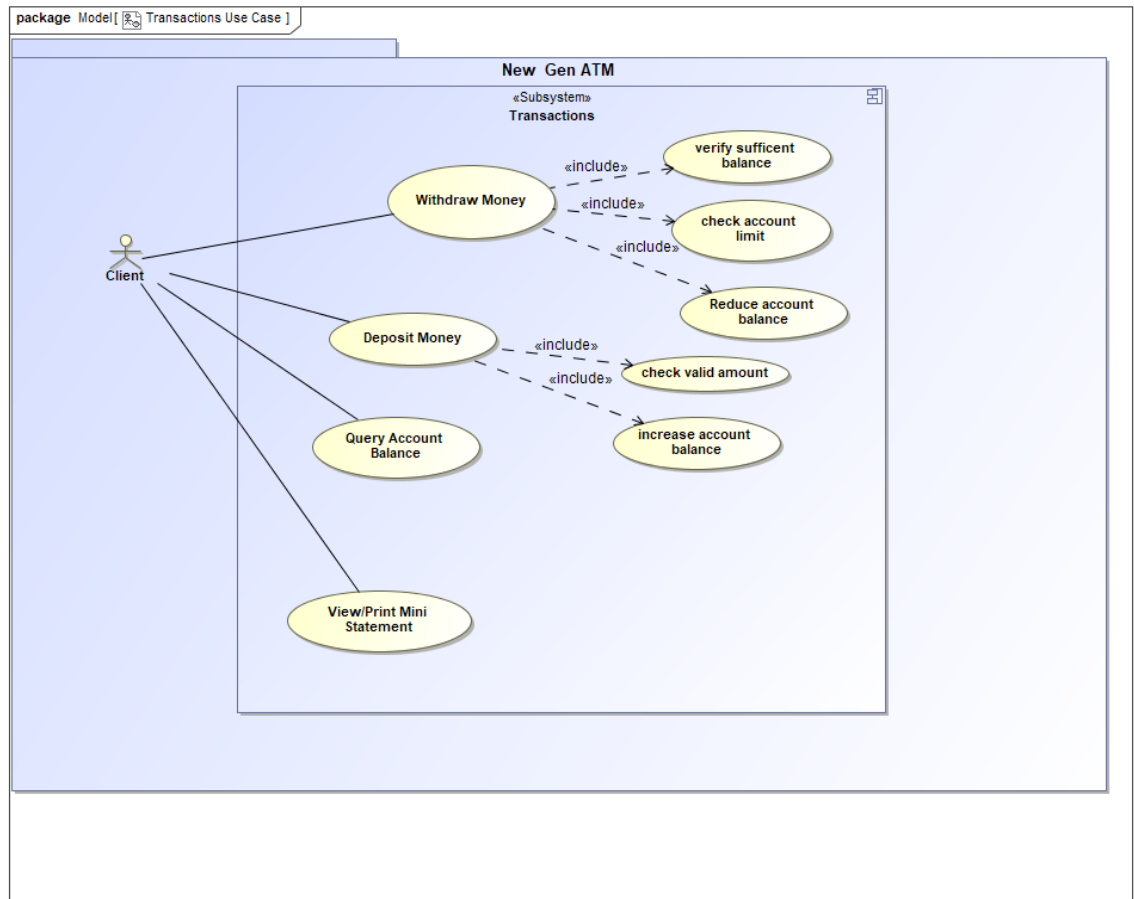 package Model[ Transactions Use Case ]
New Gen ATM
«Subsystem»
Transactions
verify sufficent
balance
«include»
Withdraw Money
«include»
check account
limit
«include»
Client
Reduce account
balance
Deposit Money
«include»
check valid amount
«include»
Query Account
Balance
increase account
balance
View/Print Mini
Statement